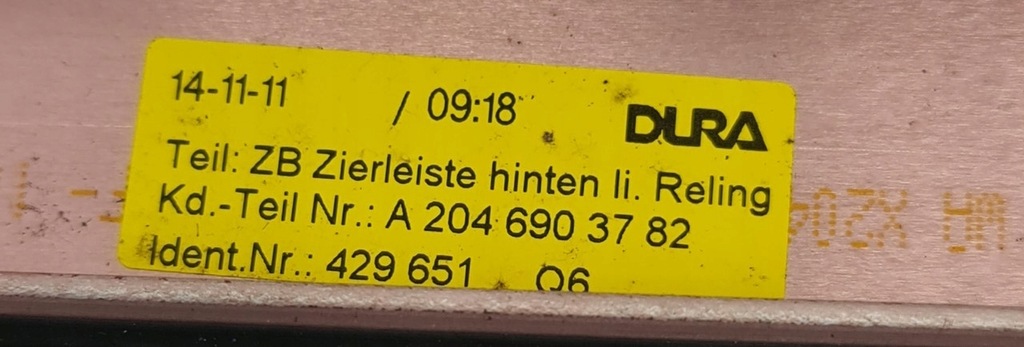 14-11-11 / 09:18 DURA
Teil: ZB Zierleiste hinten li. Reling
Kd.-Teil Nr.: A 204 690 37 82
Ident.Nr.: 429 651 Q6